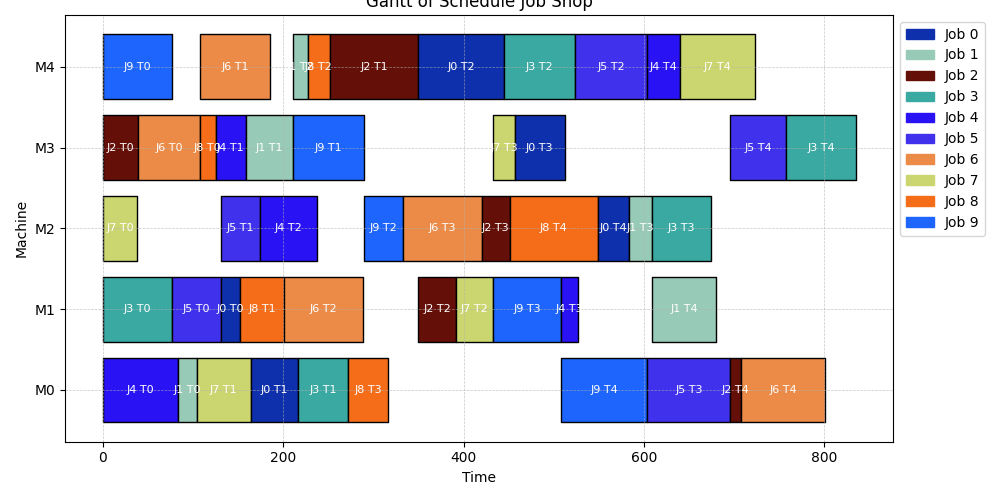 Gantt of Schedule Job Shop
M4
J9 T0
J6 T1
J8 T2
J2 T1
J0 T2
J3 T2
J5 T2
J4 T4
J7 T4
M3
J2 T0
J6 T0
J8 T0
J4 T1
J1 T1
J9 T1
J7 T3
J0 T3
J5 T4
J3 T4
M2
J7 T0
J5 T1
J4 T2
J9 T2
J6 T3
J2 T3
J8 T4
J0 T4
J1 T3
J3 T3
M1
J3 T0
J5 T0
J0 T0
J8 T1
J6 T2
J2 T2
J7 T2
J9 T3
J4 T3
J1 T4
M0
J4 T0
J1 T0
J7 T1
J0 T1
J3 T1
J8 T3
J9 T4
J5 T3
J2 T4
J6 T4
0
200
400
600
800
Time
Machine
Job 0
Job 1
Job 2
Job 3
Job 4
Job 5
Job 6
Job 7
Job 8
Job 9